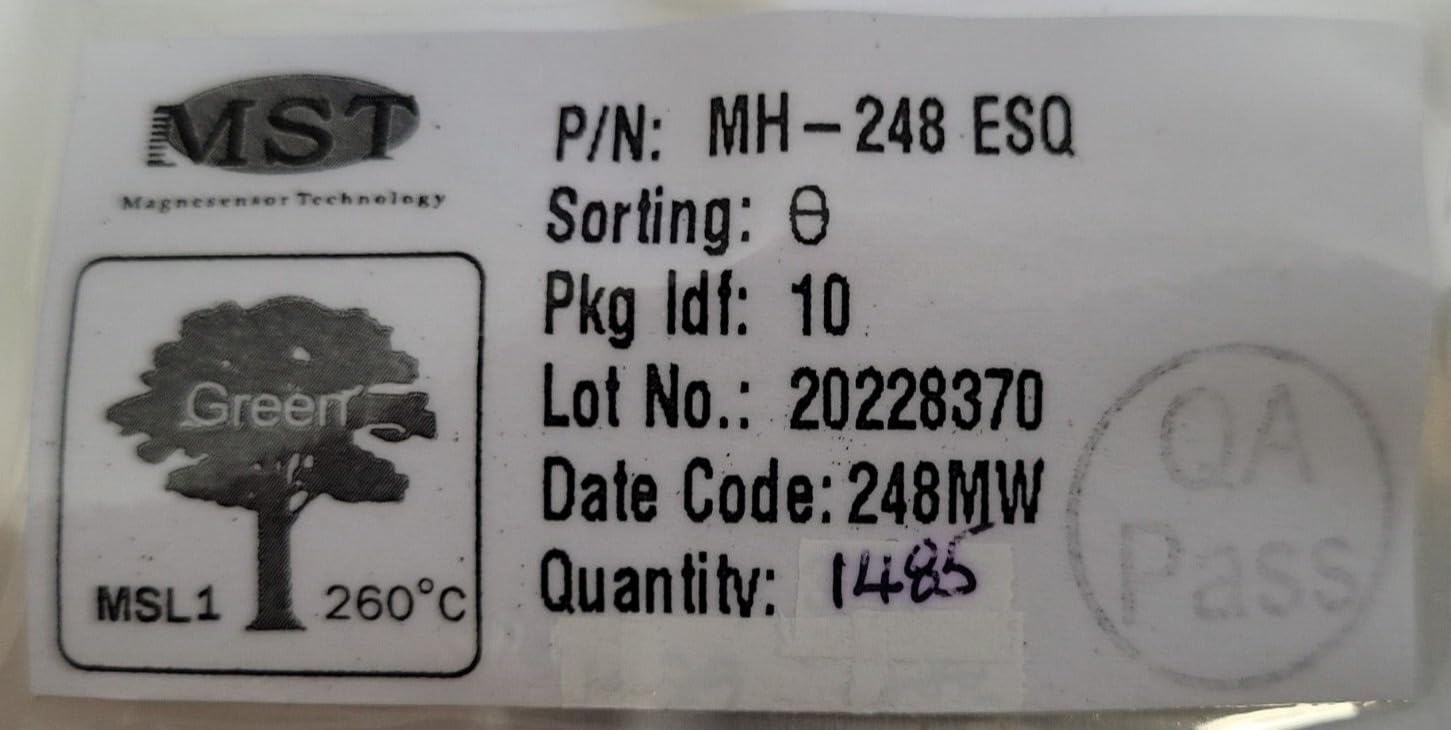 MST
Magnesensor Technology
P/N: MH-248 ESQ
Sorting: θ
Pkg Idf: 10
Lot No.: 20228370
Date Code: 248MW
Quantity: 1485
Green
MSL1 260°C
QA
Pass